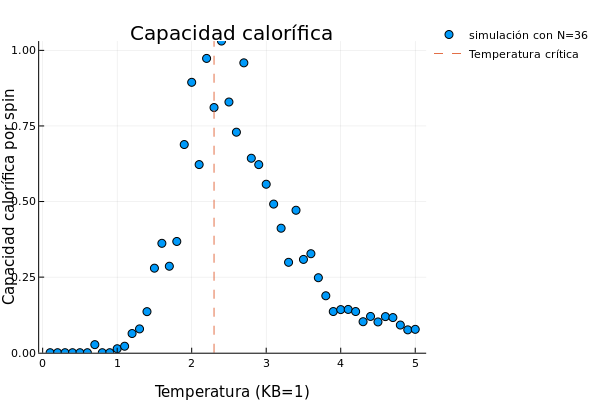 Capacidad calorífica
simulación con N=36
Temperatura crítica
Capacidad calorífica por spin
1.00
0.75
0.50
0.25
0.00
0 1 2 3 4 5
Temperatura (KB=1)